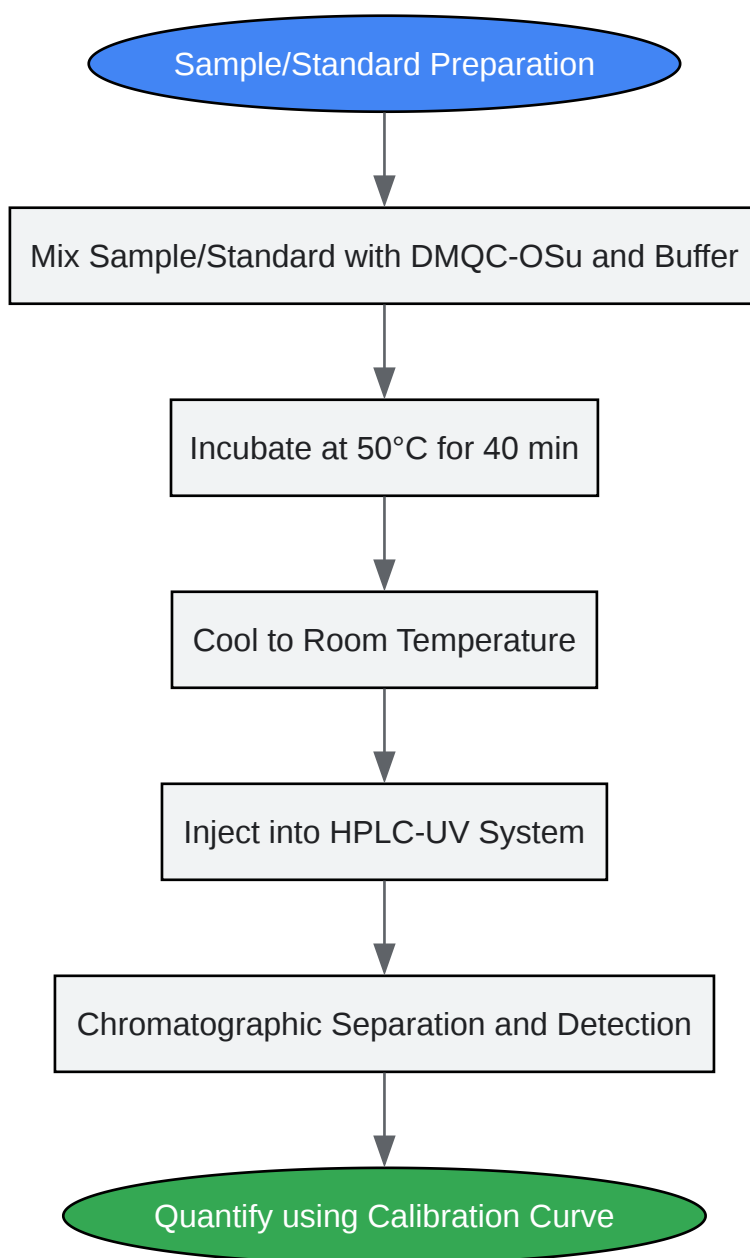 Sample/Standard Preparation
Mix Sample/Standard with DMQC-OSu and Buffer
Incubate at 50°C for 40 min
Cool to Room Temperature
Inject into HPLC-UV System
Chromatographic Separation and Detection
Quantify using Calibration Curve